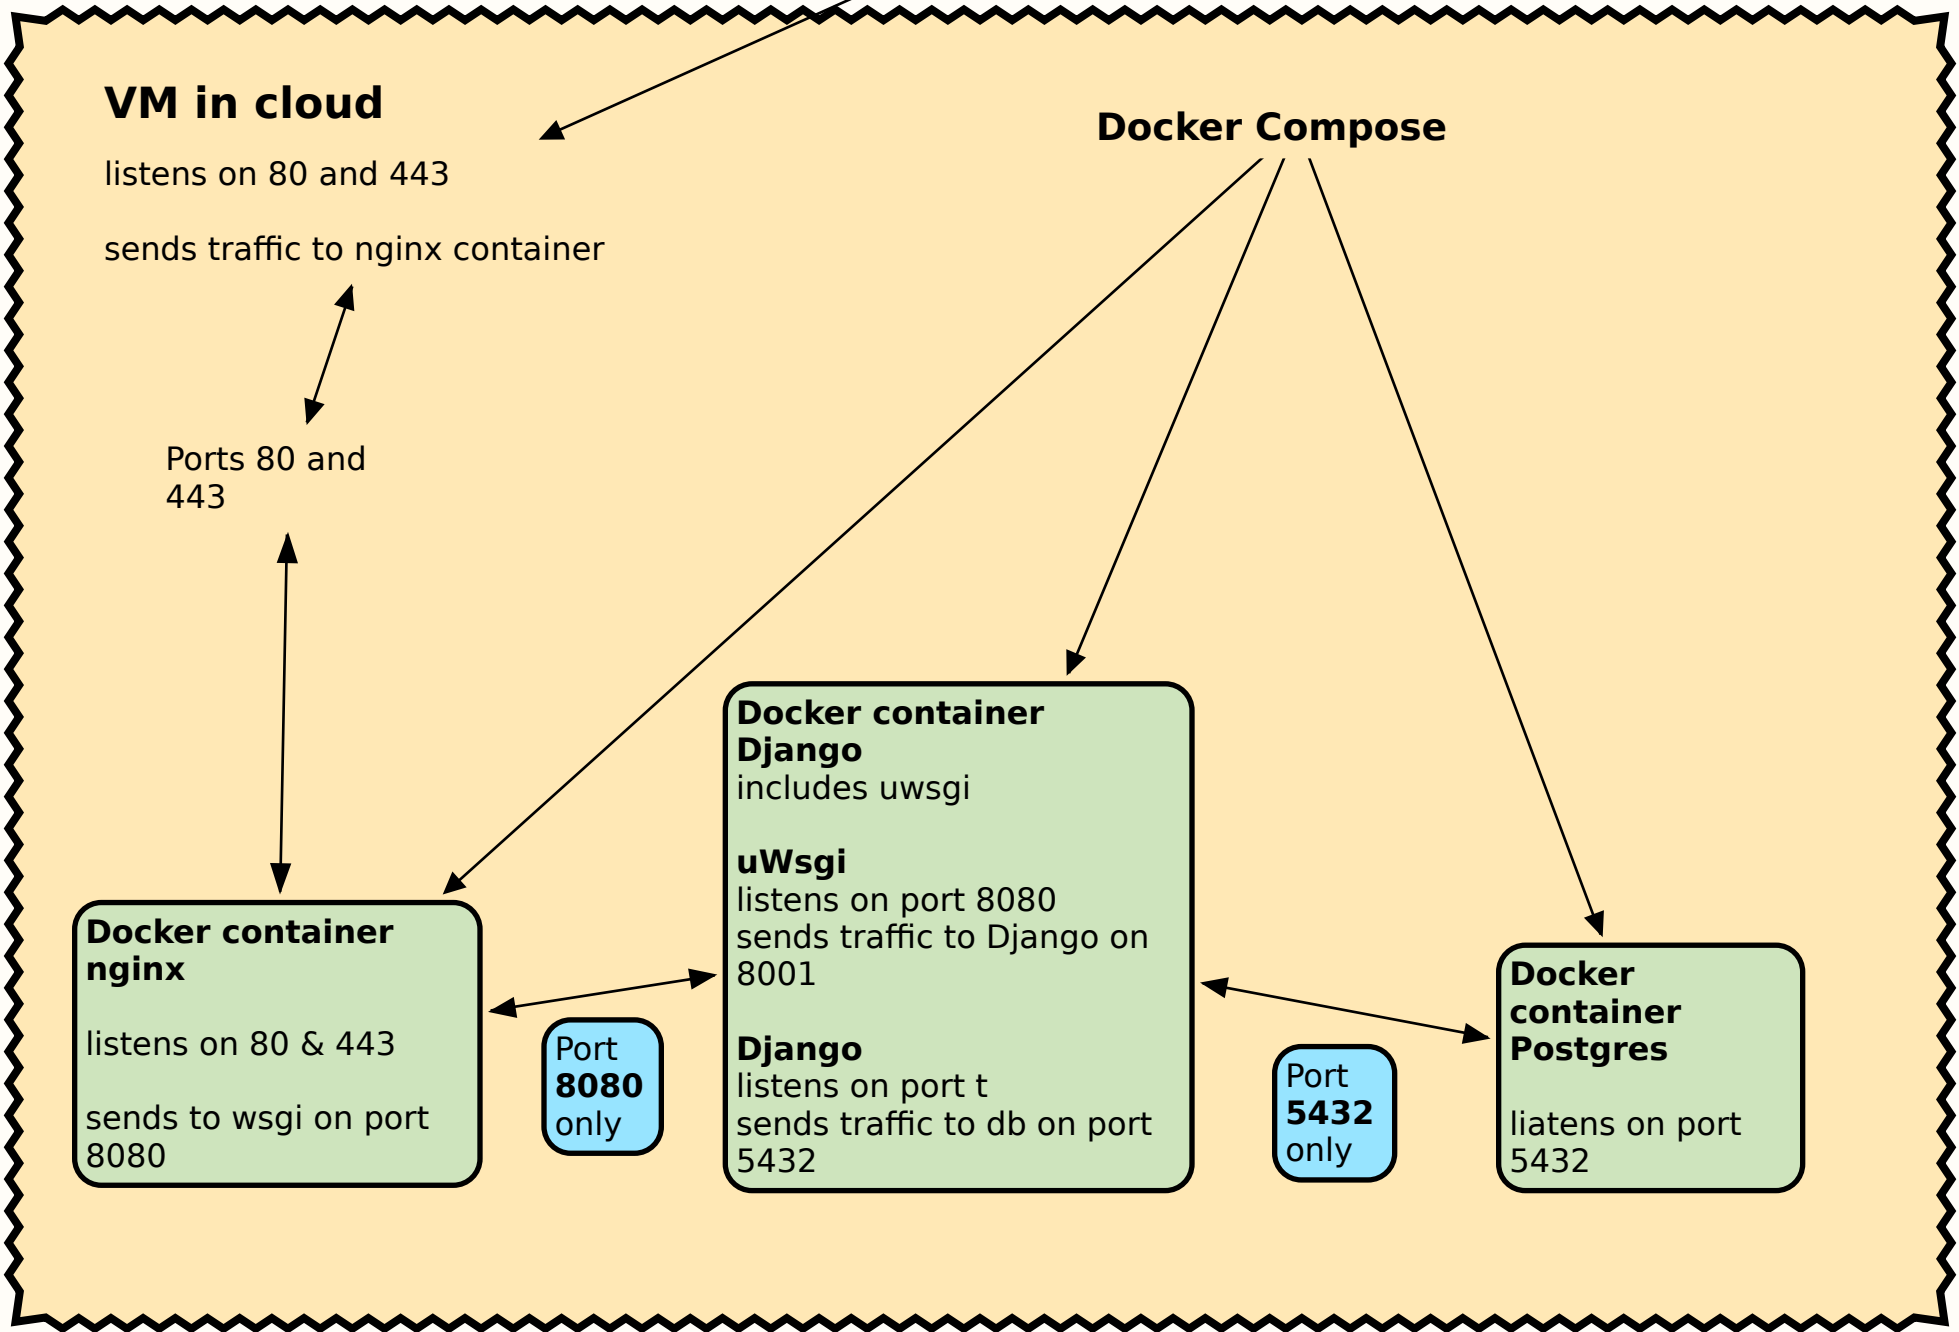 VM in cloud
listens on 80 and 443
sends traffic to nginx container
Docker Compose
Ports 80 and
443
Docker container
nginx
listens on 80 & 443
sends to wsgi on port
8080
Port
8080
only
Docker container
Django
includes uwsgi
uWsgi
listens on port 8080
sends traffic to Django on
8001
Django
listens on port t
sends traffic to db on port
5432
Port
5432
only
Docker
container
Postgres
liatens on port
5432